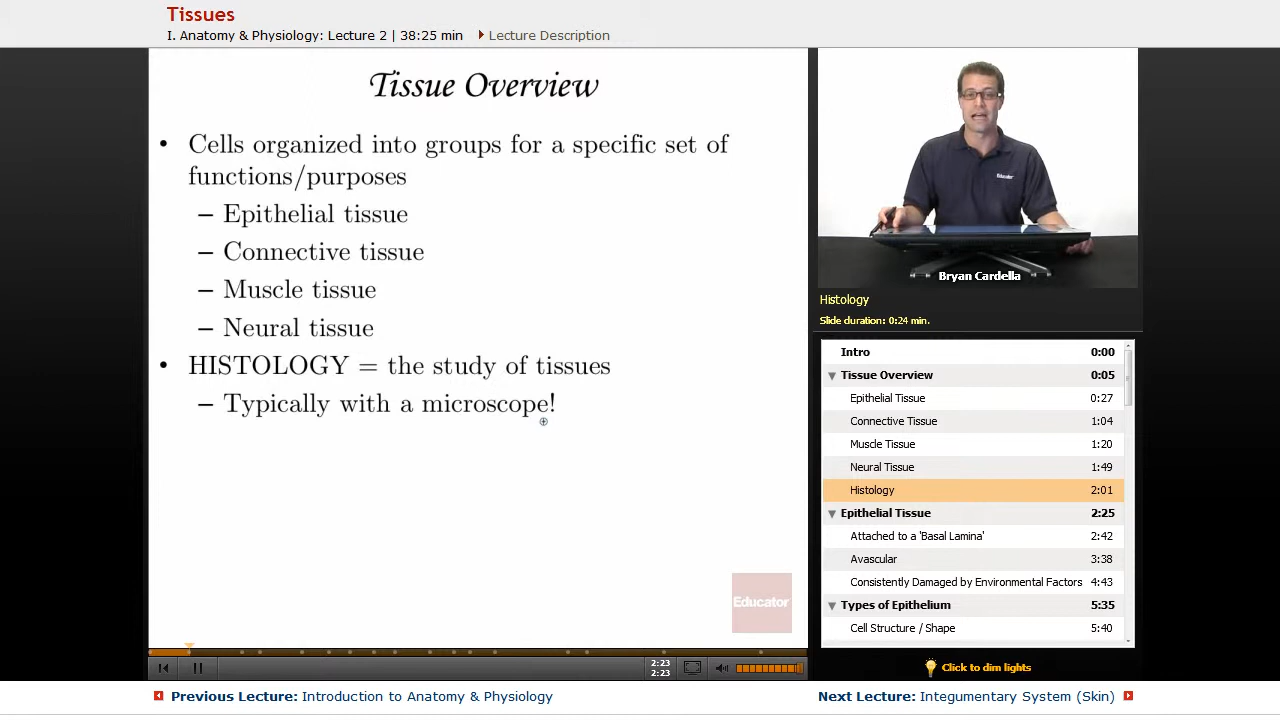 Tissues
I. Anatomy & Physiology: Lecture 2 | 38:25 min Lecture Description
Tissue Overview
• Cells organized into groups for a specific set of
functions/purposes
– Epithelial tissue
– Connective tissue
– Muscle tissue
– Neural tissue
• HISTOLOGY = the study of tissues
– Typically with a microscope!
Educator
2:23
2:23
Educator
Bryan Cardella
Histology
Slide duration: 0:24 min.
Intro 0:00
Tissue Overview 0:05
Epithelial Tissue 0:27
Connective Tissue 1:04
Muscle Tissue 1:20
Neural Tissue 1:49
Histology 2:01
Epithelial Tissue 2:25
Attached to a 'Basal Lamina' 2:42
Avascular 3:38
Consistently Damaged by Environmental Factors 4:43
Types of Epithelium 5:35
Cell Structure / Shape 5:40
Click to dim lights
Previous Lecture: Introduction to Anatomy & Physiology
Next Lecture: Integumentary System (Skin)